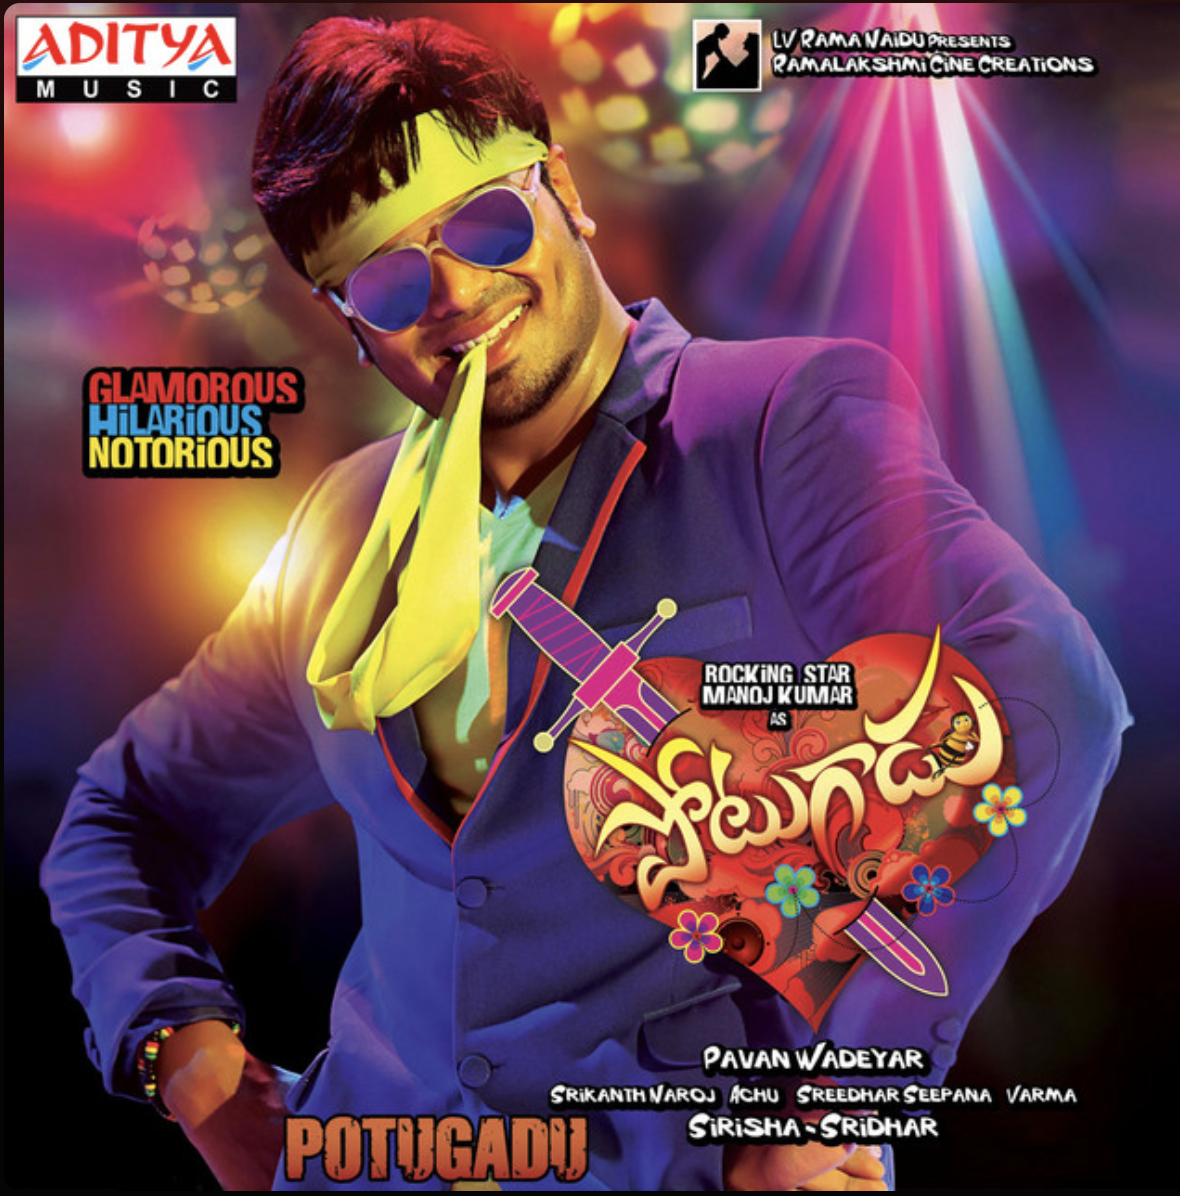 ADITYA
MUSIC
LV RAMA NAIDU PRESENTS
RAMALAKSHMI CINE CREATIONS
GLAMOROUS
HiLARiOUS
NOTORiOUS
ROCKiNG STAR
MANOJ KUMAR
AS
పోటుగాడు
PAVAN WADEYAR
SRIKANTH NAROJ ACHU SREEDHAR SEEPANA VARMA
SIRISHA - SRIDHAR
POTUGADU